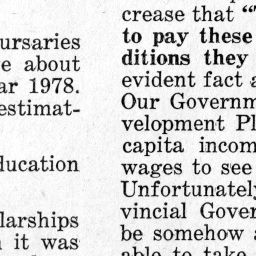 ursaries
e about
ar 1978.
estimat-
ducation
larships
it was
crease that "
to pay these
ditions they
evident fact a
Our Governm
velopment Pl
capita incom
wages to see
Unfortunately
vincial Gover
be somehow a
able to take